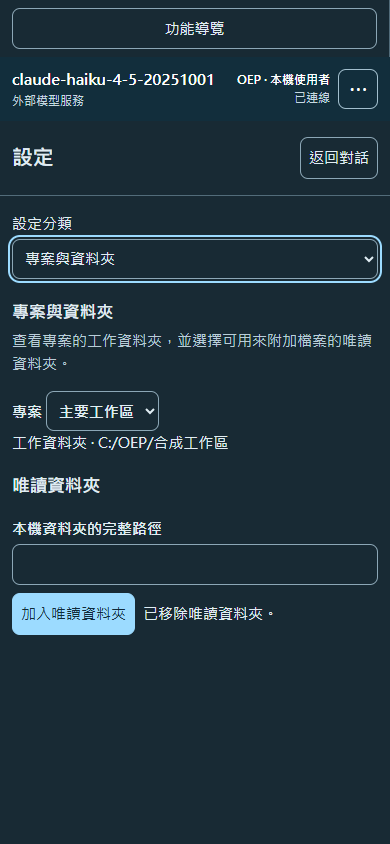 功能導覽
claude-haiku-4-5-20251001
外部模型服務
OEP · 本機使用者
已連線
···
設定
返回對話
設定分類
專案與資料夾
專案與資料夾
查看專案的工作資料夾，並選擇可用來附加檔案的唯讀
資料夾。
專案 主要工作區
工作資料夾 · C:/OEP/合成工作區
唯讀資料夾
本機資料夾的完整路徑
加入唯讀資料夾 已移除唯讀資料夾。